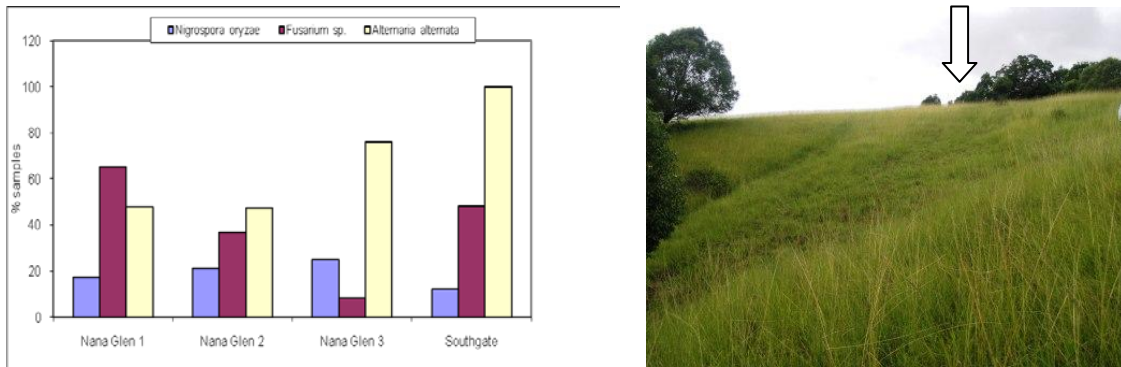 Nigrospora oryzae Fusarium sp. Alternaria alternata
120
100
80
60
40
20
0
% samples
Nana Glen 1 Nana Glen 2 Nana Glen 3 Southgate